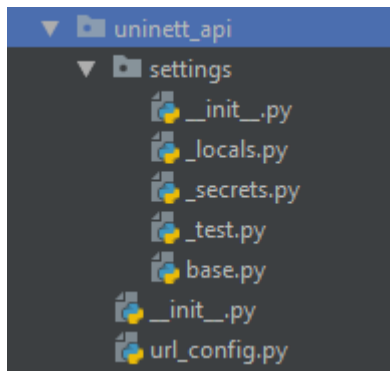 uninett_api
settings
__init__.py
_locals.py
_secrets.py
_test.py
base.py
__init__.py
url_config.py